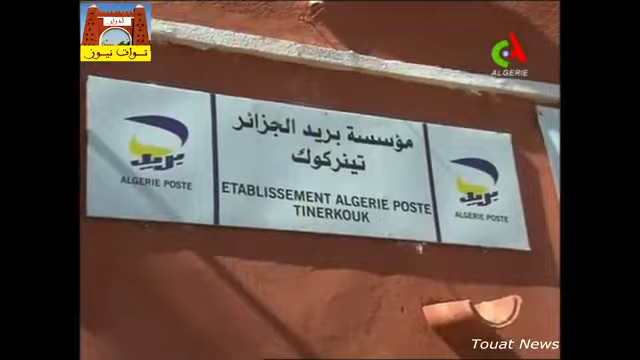 أدرار
توات نيوز
ALGERIE
مؤسسة بريد الجزائر
تينركوك
ETABLISSEMENT ALGERIE POSTE
TINERKOUK
بريد
ALGERIE POSTE
بريد
ALGERIE POSTE
Touat News